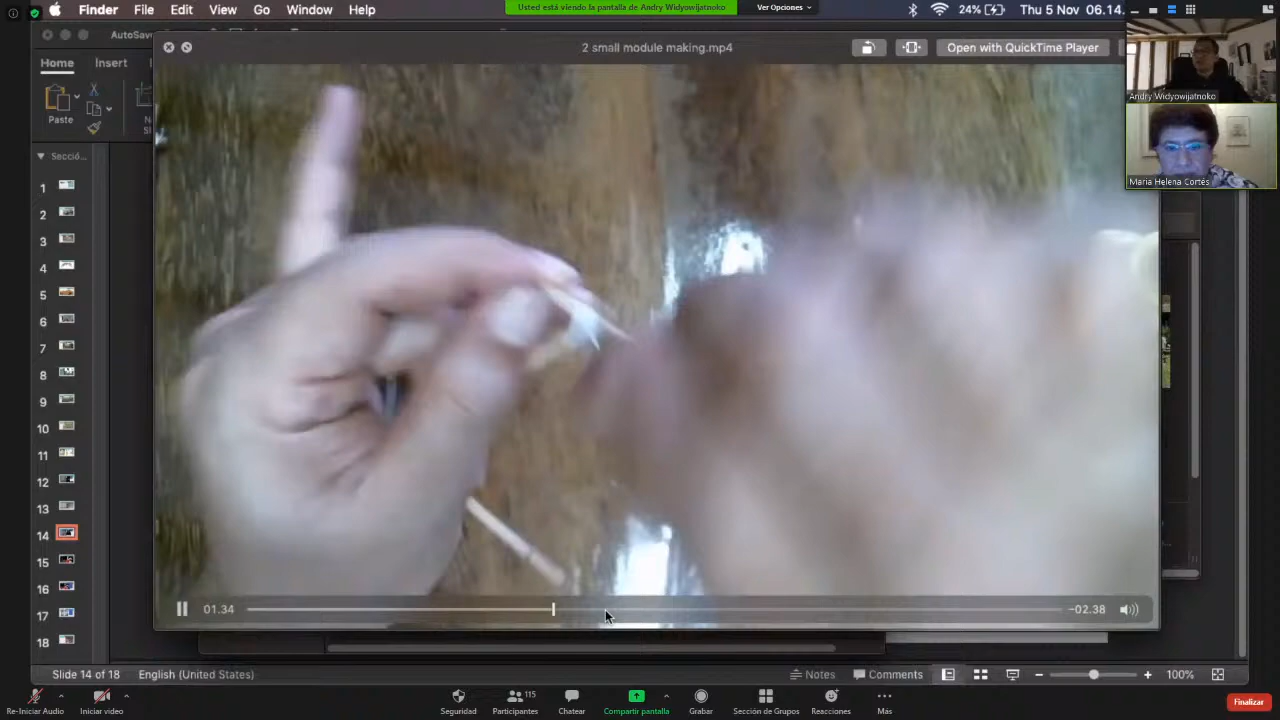 Finder File Edit View Go Window Help
Usted está viendo la pantalla de Andry Widyowijatnoko
Ver Opciones
24%
Thu 5 Nov 06.14.
AutoSav
2 small module making.mp4
Open with QuickTime Player
Home Insert
Paste
Secció...
Andry Widyowijatnoko
Maria Helena Cortés
1
2
3
4
5
6
7
8
9
10
11
12
13
14
15
16
17
18
01.34
−02.38
Slide 14 of 18
English (United States)
Notes
Comments
100%
115
Re-Iniciar Audio
Iniciar video
Seguridad
Participantes
Chatear
Compartir pantalla
Grabar
Sección de Grupos
Reacciones
Más
Finalizar